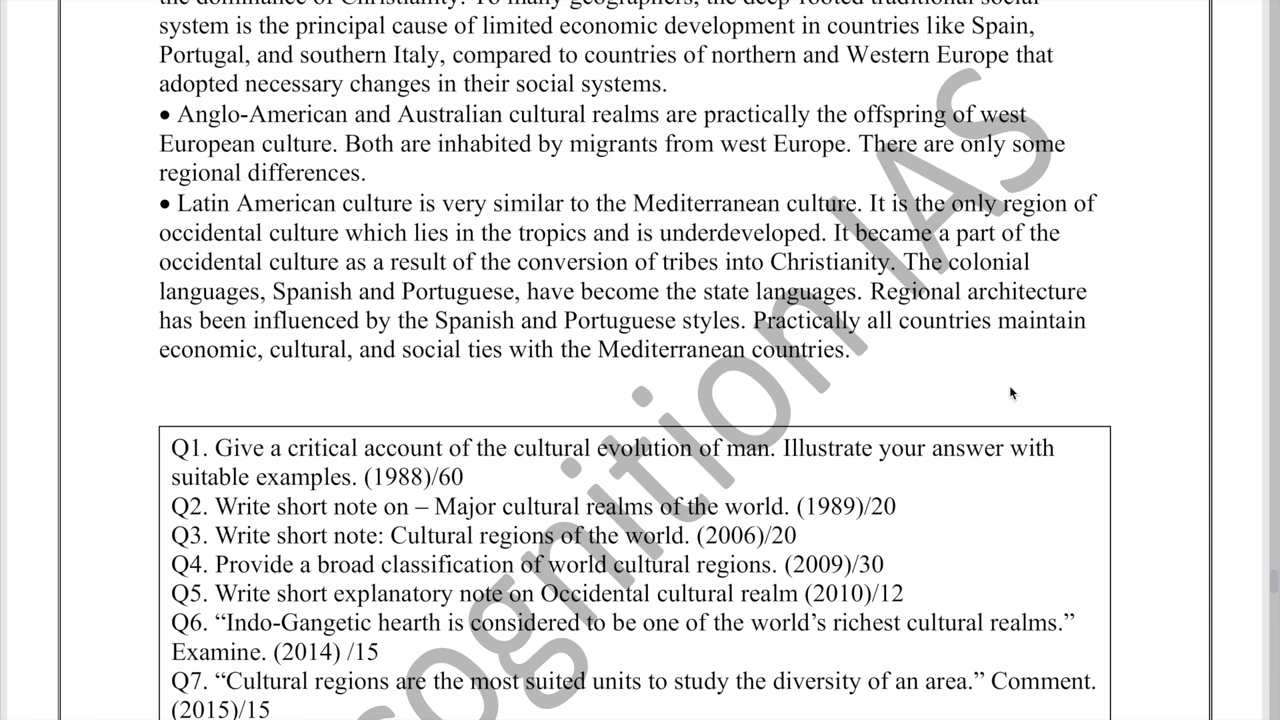 the dominance of Christianity. To many geographers, the deep-rooted traditional social
system is the principal cause of limited economic development in countries like Spain,
Portugal, and southern Italy, compared to countries of northern and Western Europe that
adopted necessary changes in their social systems.
• Anglo-American and Australian cultural realms are practically the offspring of west
European culture. Both are inhabited by migrants from west Europe. There are only some
regional differences.
• Latin American culture is very similar to the Mediterranean culture. It is the only region of
occidental culture which lies in the tropics and is underdeveloped. It became a part of the
occidental culture as a result of the conversion of tribes into Christianity. The colonial
languages, Spanish and Portuguese, have become the state languages. Regional architecture
has been influenced by the Spanish and Portuguese styles. Practically all countries maintain
economic, cultural, and social ties with the Mediterranean countries.
Q1. Give a critical account of the cultural evolution of man. Illustrate your answer with
suitable examples. (1988)/60
Q2. Write short note on – Major cultural realms of the world. (1989)/20
Q3. Write short note: Cultural regions of the world. (2006)/20
Q4. Provide a broad classification of world cultural regions. (2009)/30
Q5. Write short explanatory note on Occidental cultural realm (2010)/12
Q6. “Indo-Gangetic hearth is considered to be one of the world’s richest cultural realms.”
Examine. (2014) /15
Q7. “Cultural regions are the most suited units to study the diversity of an area.” Comment.
(2015)/15
ognition IAS